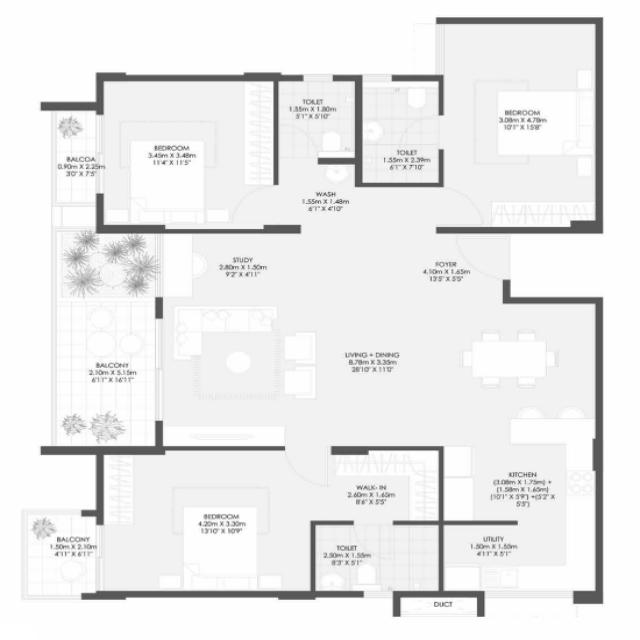 BEDROOM
3.08m X 4.78m
10'1" X 15'8"
TOILET
1.55m X 1.80m
5'1" X 5'10"
TOILET
1.55m X 2.39m
6'1" X 7'10"
BEDROOM
3.45m X 3.48m
11'4" X 11'5"
BALCOA
0.90m X 2.25m
3'0" X 7'5"
WASH
1.55m X 1.48m
6'1" X 4'10"
STUDY
2.80m X 1.50m
9'2" X 4'11"
FOYER
4.10m X 1.65m
13'5" X 5'5"
LIVING + DINING
8.78m X 3.35m
28'10" X 11'0"
BALCONY
2.10m X 5.15m
6'11" X 16'11"
KITCHEN
(3.08m X 1.75m) +
(1.58m X 1.65m)
(10'1" X 5'9") +(5'2" X
5'5")
WALK- IN
2.60m X 1.65m
8'6" X 5'5"
BEDROOM
4.20m X 3.30m
13'10" X 10'9"
BALCONY
1.50m X 2.10m
4'11" X 6'11"
TOILET
2.50m X 1.55m
8'3" X 5'1"
UTILITY
1.50m X 1.55m
4'11" X 5'1"
DUCT